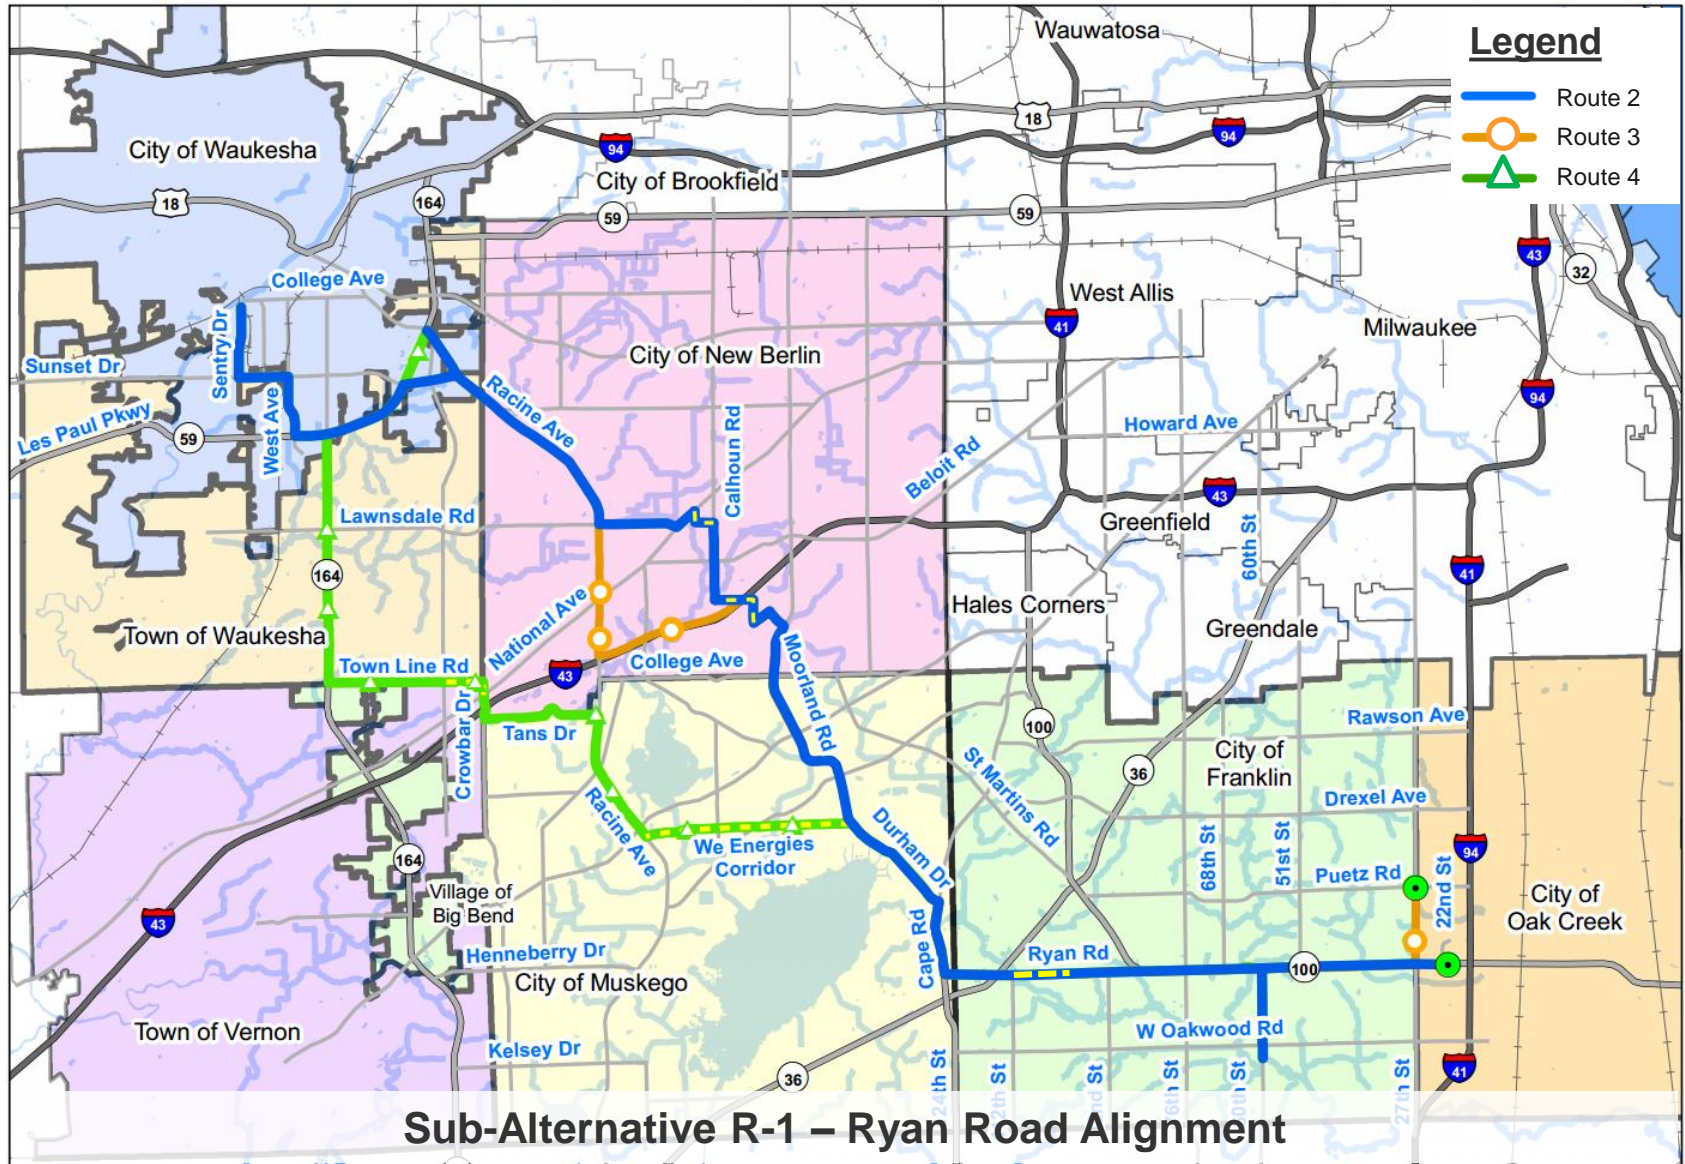 Wauwatosa
Legend
Route 2
Route 3
Route 4
18
City of Waukesha
94
94
City of Brookfield
164
18
59
59
43
32
College Ave
West Allis
41
Milwaukee
Sentry Dr
City of New Berlin
Sunset Dr
Racine Ave
94
Les Paul Pkwy
59
West Ave
Calhoun Rd
Howard Ave
Beloit Rd
43
Lawnsdale Rd
Greenfield
60th St
164
41
National Ave
Hales Corners
Town of Waukesha
Greendale
Town Line Rd
43
College Ave
Moorland Rd
Crowbar Dr
Tans Dr
100
Rawson Ave
St Martins Rd
City of
Franklin
36
Racine Ave
Drexel Ave
Durham Dr
We Energies
Corridor
68th St
51st St
94
164
Puetz Rd
22nd St
Village of
Big Bend
City of
Oak Creek
43
Cape Rd
Henneberry Dr
Ryan Rd
100
City of Muskego
Town of Vernon
W Oakwood Rd
Kelsey Dr
36
41
27th St
Sub-Alternative R-1 – Ryan Road Alignment